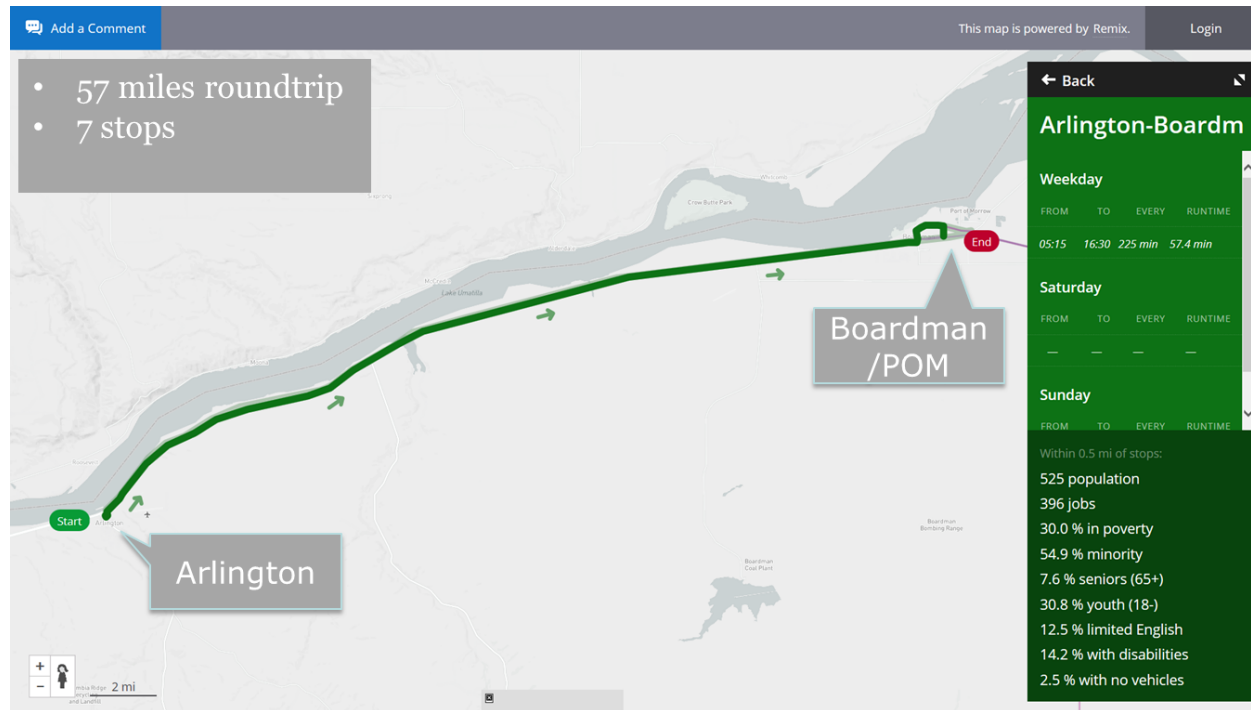 Add a Comment
This map is powered by Remix.
Login
• 57 miles roundtrip
• 7 stops
Back
Arlington-Boardm
Weekday
FROM TO EVERY RUNTIME
05:15 16:30 225 min 57.4 min
Saturday
FROM TO EVERY RUNTIME
— — — —
Sunday
FROM TO EVERY RUNTIME
Within 0.5 mi of stops:
525 population
396 jobs
30.0 % in poverty
54.9 % minority
7.6 % seniors (65+)
30.8 % youth (18-)
12.5 % limited English
14.2 % with disabilities
2.5 % with no vehicles
Whitcomb
Crow Butte Park
Port of Morrow
End
Boardman
/POM
Lake Umatilla
Start
Arlington
Arlington
Boardman
Bombing Range
Boardman
Coal Plant
+
−
2 mi
and Landfill